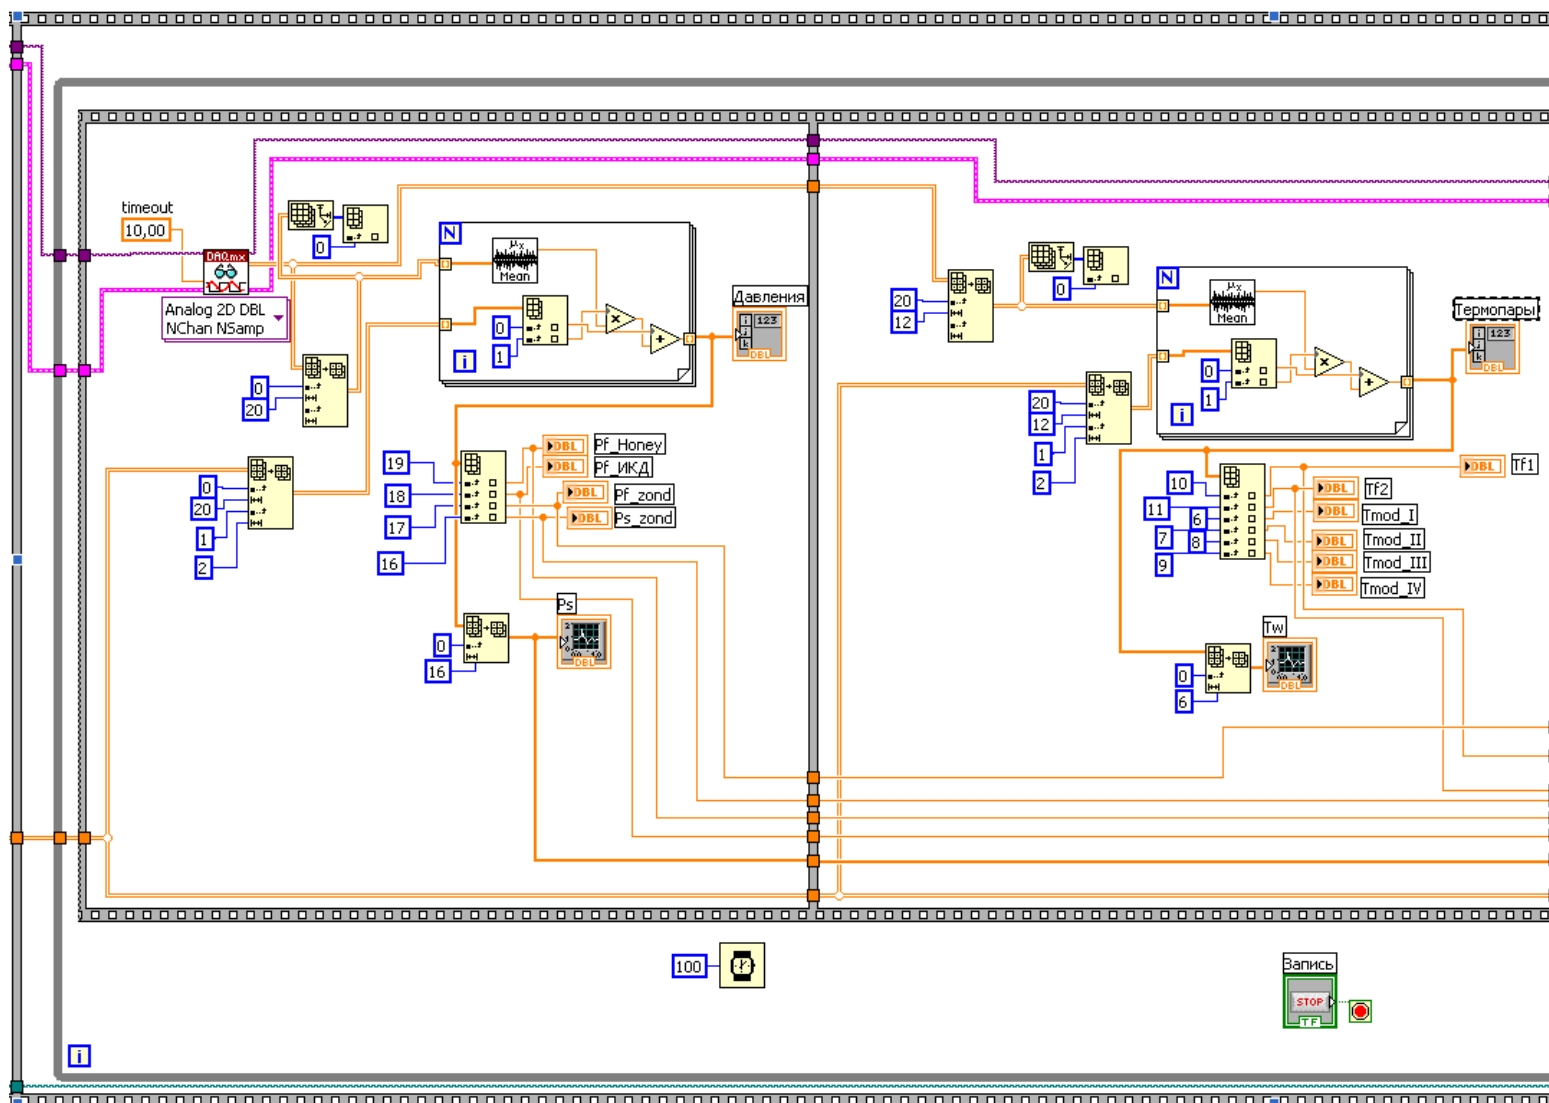 timeout
10,00
DAQmx
Analog 2D DBL
NChan NSamp
0
0
20
0
20
1
2
N
Mean
0
1
i
Давления
i
j
k
123
DBL
19
18
17
16
DBL
Pf_Honey
DBL
Pf_ИКД
DBL
Pf_zond
DBL
Ps_zond
Ps
DBL
0
16
20
12
0
20
12
1
2
N
Mean
0
1
i
Термопары
i
j
k
123
DBL
10
11
6
7
8
9
DBL
Tf1
DBL
Tf2
DBL
Tmod_I
DBL
Tmod_II
DBL
Tmod_III
DBL
Tmod_IV
Tw
DBL
0
6
100
Запись
STOP
TF
i